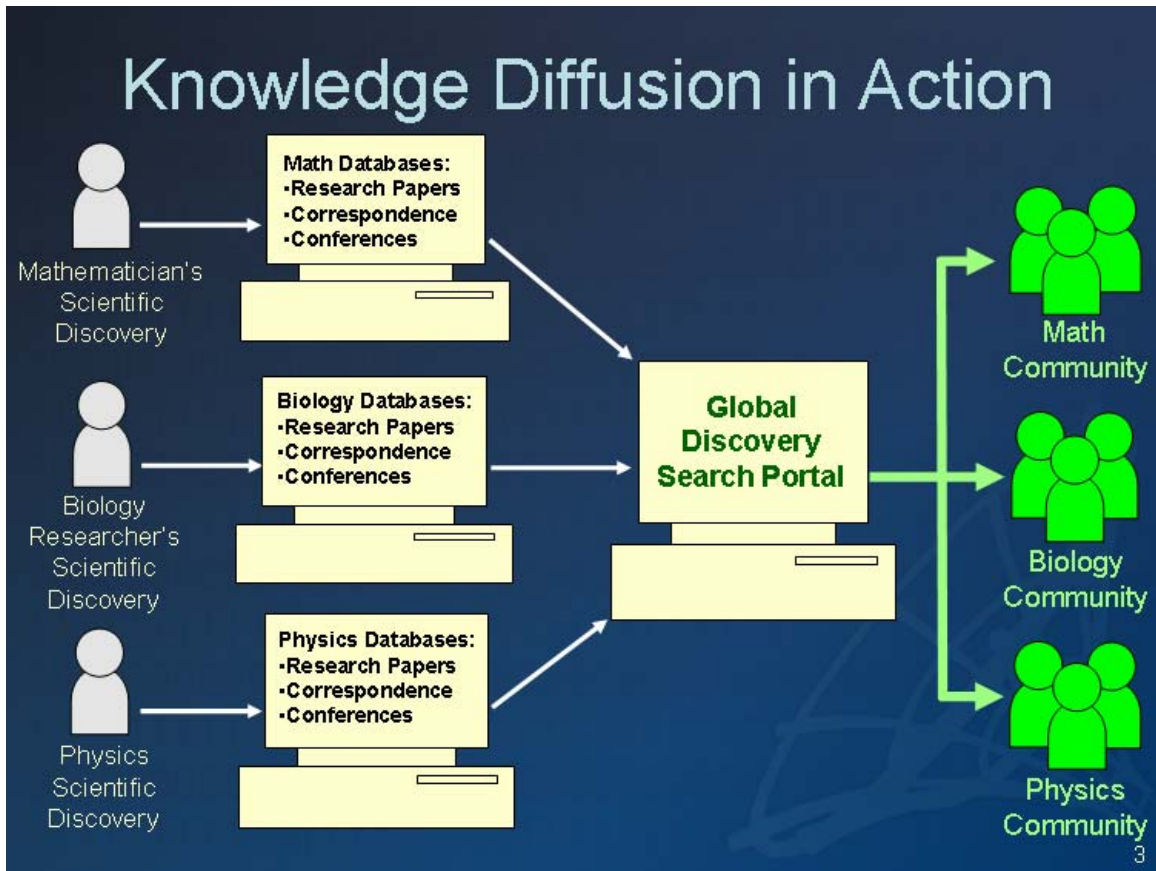 Knowledge Diffusion in Action
Mathematician's
Scientific
Discovery
Math Databases:
▪Research Papers
▪Correspondence
▪Conferences
Biology
Researcher's
Scientific
Discovery
Biology Databases:
▪Research Papers
▪Correspondence
▪Conferences
Physics
Scientific
Discovery
Physics Databases:
▪Research Papers
▪Correspondence
▪Conferences
Global
Discovery
Search Portal
Math
Community
Biology
Community
Physics
Community
3